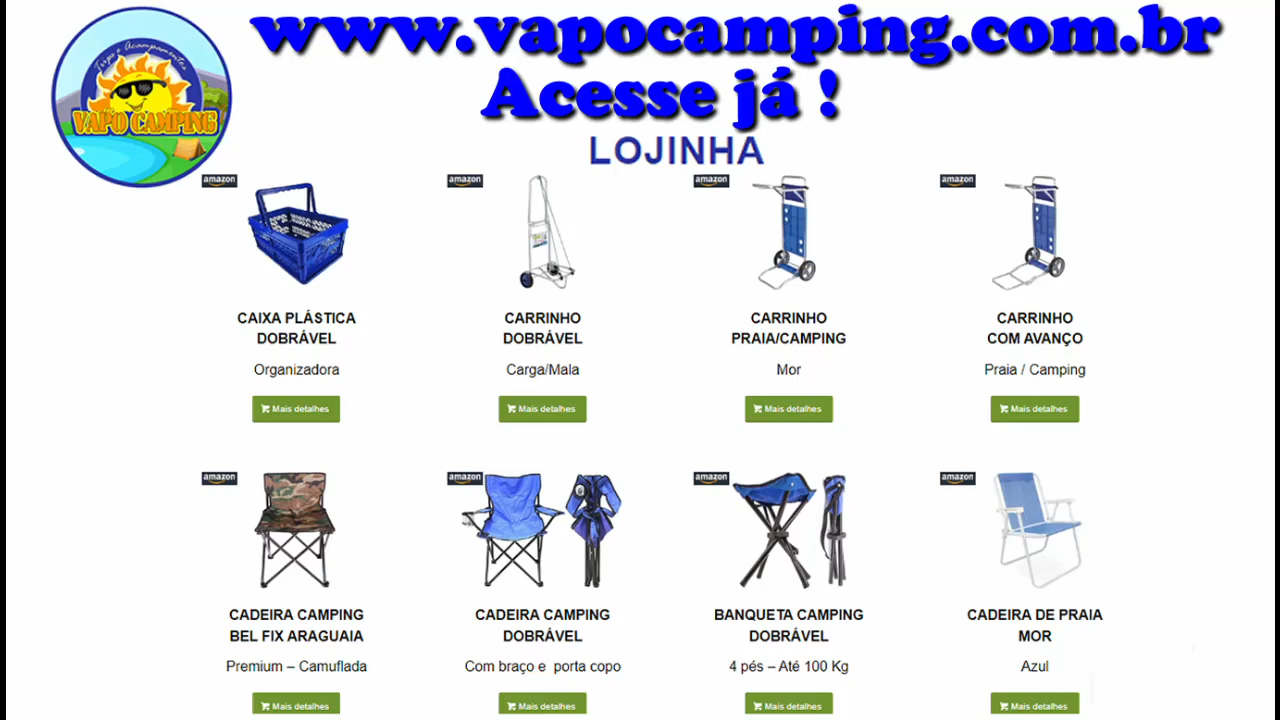 www.vapocamping.com.br
Acesse já !
LOJINHA
VAPO CAMPING
amazon
amazon
amazon
amazon
CAIXA PLÁSTICA
DOBRÁVEL
Organizadora
Mais detalhes
CARRINHO
DOBRÁVEL
Carga/Mala
Mais detalhes
CARRINHO
PRAIA/CAMPING
Mor
Mais detalhes
CARRINHO
COM AVANÇO
Praia / Camping
Mais detalhes
amazon
amazon
amazon
amazon
CADEIRA CAMPING
BEL FIX ARAGUAIA
Premium – Camuflada
Mais detalhes
CADEIRA CAMPING
DOBRÁVEL
Com braço e  porta copo
Mais detalhes
BANQUETA CAMPING
DOBRÁVEL
4 pés – Até 100 Kg
Mais detalhes
CADEIRA DE PRAIA
MOR
Azul
Mais detalhes